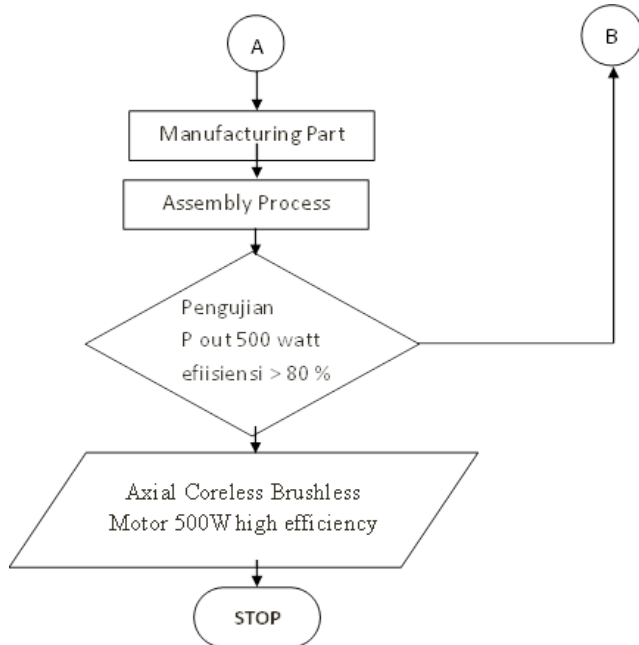 A
B
Manufacturing Part
Assembly Process
Pengujian
P out 500 watt
efiisiensi > 80 %
Axial Coreless Brushless
Motor 500W high efficiency
STOP